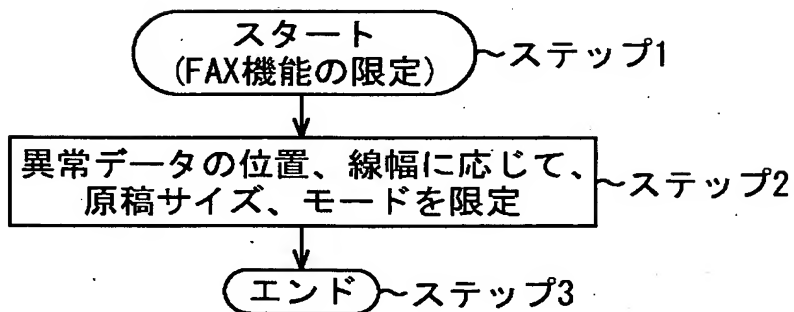 スタート
(FAX機能の限定)
～ステップ1
異常データの位置、線幅に応じて、
原稿サイズ、モードを限定
～ステップ2
エンド
～ステップ3